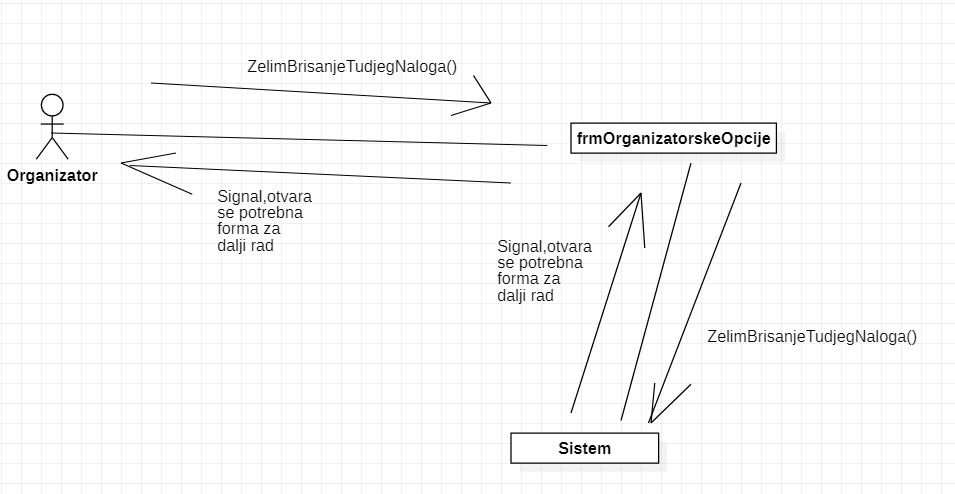 ZelimBrisanjeTudjegNaloga()
frmOrganizatorskeOpcije
Organizator
Signal,otvara
se potrebna
forma za
dalji rad
Signal,otvara
se potrebna
forma za
dalji rad
ZelimBrisanjeTudjegNaloga()
Sistem